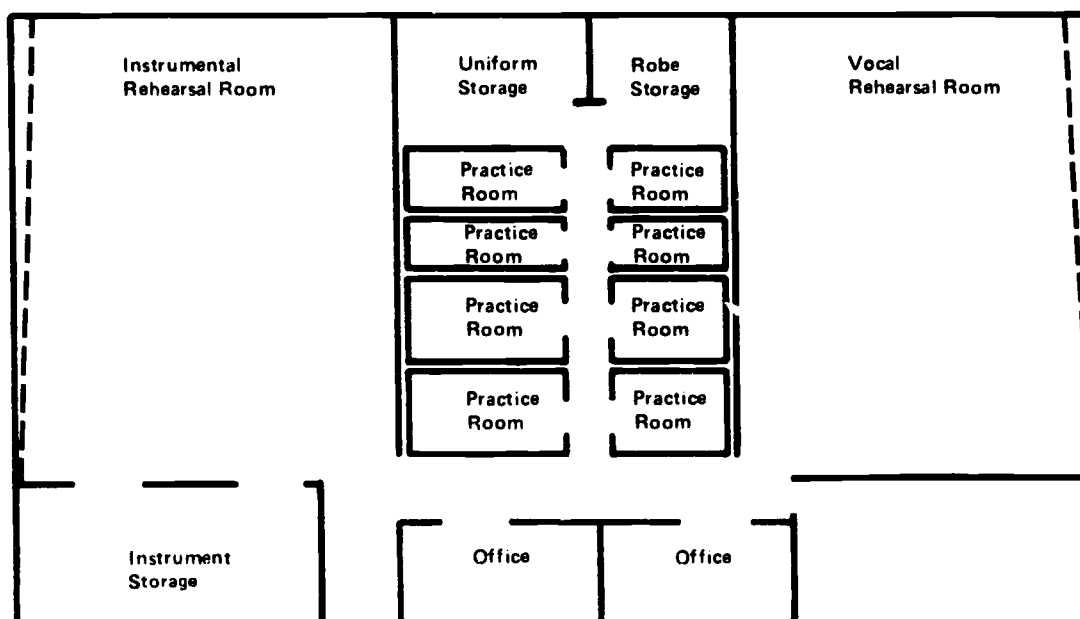 Instrumental
Rehearsal Room
Uniform
Storage
Robe
Storage
Vocal
Rehearsal Room
Practice
Room
Practice
Room
Practice
Room
Practice
Room
Practice
Room
Practice
Room
Practice
Room
Practice
Room
Instrument
Storage
Office
Office